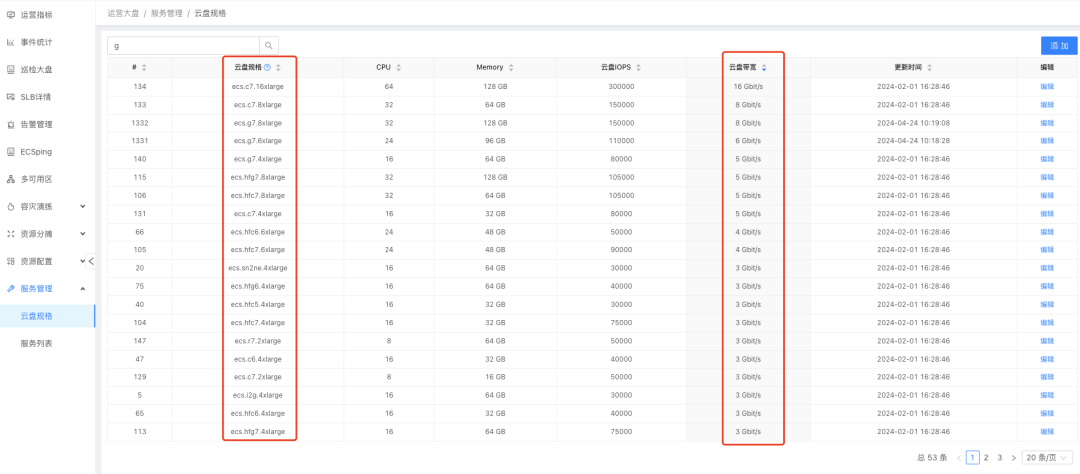 运营指标
事件统计
巡检大盘
SLB详情
告警管理
ECSping
多可用区
容灾演练
资源分摊
资源配置
服务管理
云盘规格
服务列表
运营大盘 / 服务管理 / 云盘规格
g
添 加
# 云盘规格 CPU Memory 云盘IOPS 云盘带宽 更新时间 编辑
134 ecs.c7.16xlarge 64 128 GB 300000 16 Gbit/s 2024-02-01 16:28:46 编辑
133 ecs.c7.8xlarge 32 64 GB 150000 8 Gbit/s 2024-02-01 16:28:46 编辑
1332 ecs.g7.8xlarge 32 128 GB 150000 8 Gbit/s 2024-04-24 10:19:08 编辑
1331 ecs.g7.6xlarge 24 96 GB 110000 6 Gbit/s 2024-04-24 10:18:28 编辑
140 ecs.g7.4xlarge 16 64 GB 80000 5 Gbit/s 2024-02-01 16:28:46 编辑
115 ecs.hfg7.8xlarge 32 128 GB 105000 5 Gbit/s 2024-02-01 16:28:46 编辑
106 ecs.hfc7.8xlarge 32 64 GB 105000 5 Gbit/s 2024-02-01 16:28:46 编辑
131 ecs.c7.4xlarge 16 32 GB 80000 5 Gbit/s 2024-02-01 16:28:46 编辑
66 ecs.hfc6.6xlarge 24 48 GB 50000 4 Gbit/s 2024-02-01 16:28:46 编辑
105 ecs.hfc7.6xlarge 24 48 GB 90000 4 Gbit/s 2024-02-01 16:28:46 编辑
20 ecs.sn2ne.4xlarge 16 64 GB 30000 3 Gbit/s 2024-02-01 16:28:46 编辑
75 ecs.hfg6.4xlarge 16 64 GB 40000 3 Gbit/s 2024-02-01 16:28:46 编辑
40 ecs.hfc5.4xlarge 16 32 GB 30000 3 Gbit/s 2024-02-01 16:28:46 编辑
104 ecs.hfc7.4xlarge 16 32 GB 75000 3 Gbit/s 2024-02-01 16:28:46 编辑
147 ecs.r7.2xlarge 8 64 GB 50000 3 Gbit/s 2024-02-01 16:28:46 编辑
47 ecs.c6.4xlarge 16 32 GB 40000 3 Gbit/s 2024-02-01 16:28:46 编辑
129 ecs.c7.2xlarge 8 16 GB 50000 3 Gbit/s 2024-02-01 16:28:46 编辑
5 ecs.i2g.4xlarge 16 64 GB 30000 3 Gbit/s 2024-02-01 16:28:46 编辑
65 ecs.hfc6.4xlarge 16 32 GB 40000 3 Gbit/s 2024-02-01 16:28:46 编辑
113 ecs.hfg7.4xlarge 16 64 GB 75000 3 Gbit/s 2024-02-01 16:28:46 编辑
总 53 条 < 1 2 3 > 20 条/页